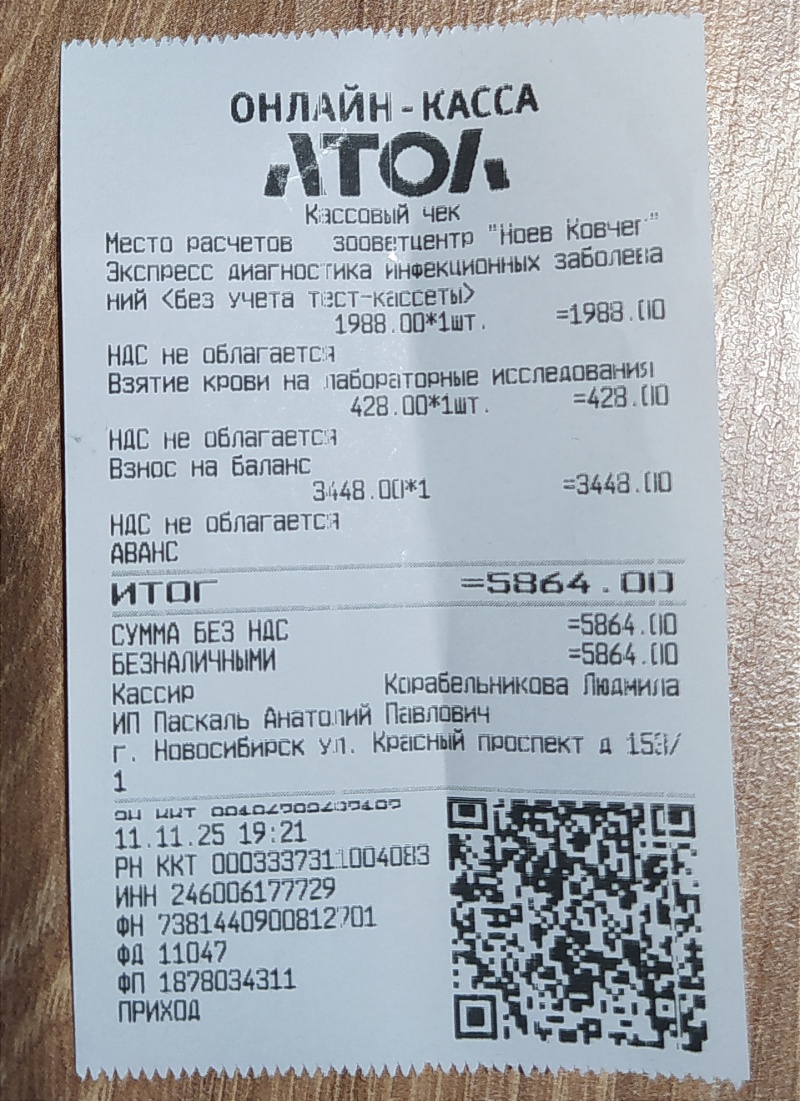 ОНЛАЙН-КАССА
АТОЛ
Кассовый чек
Место расчетов зооветцентр "Ноев Ковчег"
Экспресс диагностика инфекционных заболева
ний <без учета тест-кассеты>
1988.00*1шт. =1988.00
НДС не облагается
Взятие крови на лабораторные исследования
428.00*1шт. =428.00
НДС не облагается
Взнос на баланс
3448.00*1 =3448.00
НДС не облагается
АВАНС
ИТОГ =5864.00
СУММА БЕЗ НДС =5864.00
БЕЗНАЛИЧНЫМИ =5864.00
Кассир Корабельникова Людмила
ИП Паскаль Анатолий Павлович
г. Новосибирск ул. Красный проспект д 153/
1
ЗН ККТ
11.11.25 19:21
РН ККТ 0003337311004083
ИНН 246006177729
ФН 7381440900812701
ФД 11047
ФП 1878034311
ПРИХОД